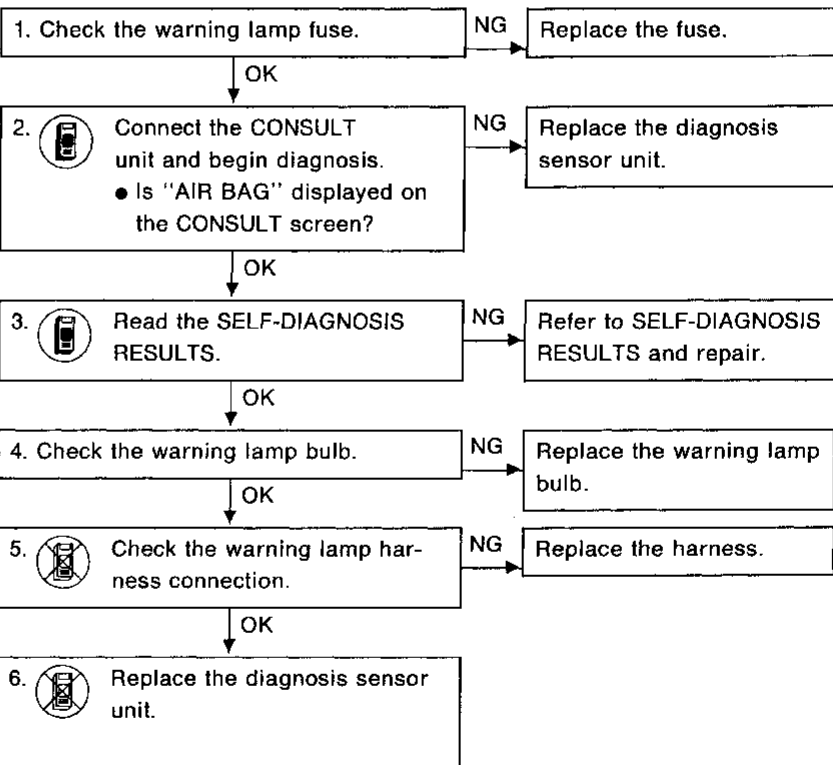 1. Check the warning lamp fuse.
NG
Replace the fuse.
OK
2.
Connect the CONSULT
unit and begin diagnosis.
● Is "AIR BAG" displayed on
the CONSULT screen?
NG
Replace the diagnosis
sensor unit.
OK
3.
Read the SELF-DIAGNOSIS
RESULTS.
NG
Refer to SELF-DIAGNOSIS
RESULTS and repair.
OK
4. Check the warning lamp bulb.
NG
Replace the warning lamp
bulb.
OK
5.
Check the warning lamp har-
ness connection.
NG
Replace the harness.
OK
6.
Replace the diagnosis sensor
unit.